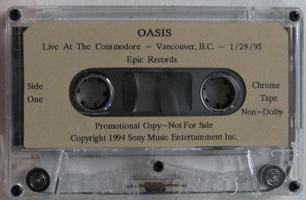 OASIS
Live At The Commodore – Vancouver, B.C. – 1/29/95
Epic Records
Side One
Chrome Tape Non-Dolby
Promotional Copy—Not For Sale
Copyright 1994 Sony Music Entertainment Inc.